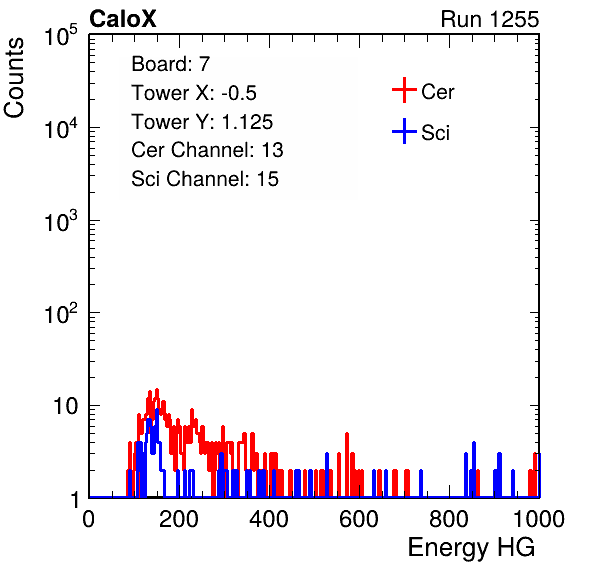 CaloX Run 1255
Counts
10^5
10^4
10^3
10^2
10
1
Board: 7
Tower X: -0.5
Tower Y: 1.125
Cer Channel: 13
Sci Channel: 15
Cer
Sci
0 200 400 600 800 1000
Energy HG